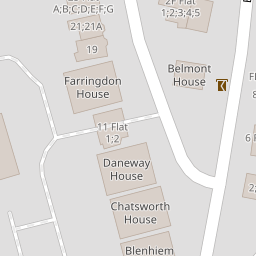 A;B;C;D;E;F;G
21;21A
19
2F Flat
1;2;3;4;5
Belmont
House
Farringdon
House
11 Flat
1;2
Daneway
House
Chatsworth
House
Blenhiem